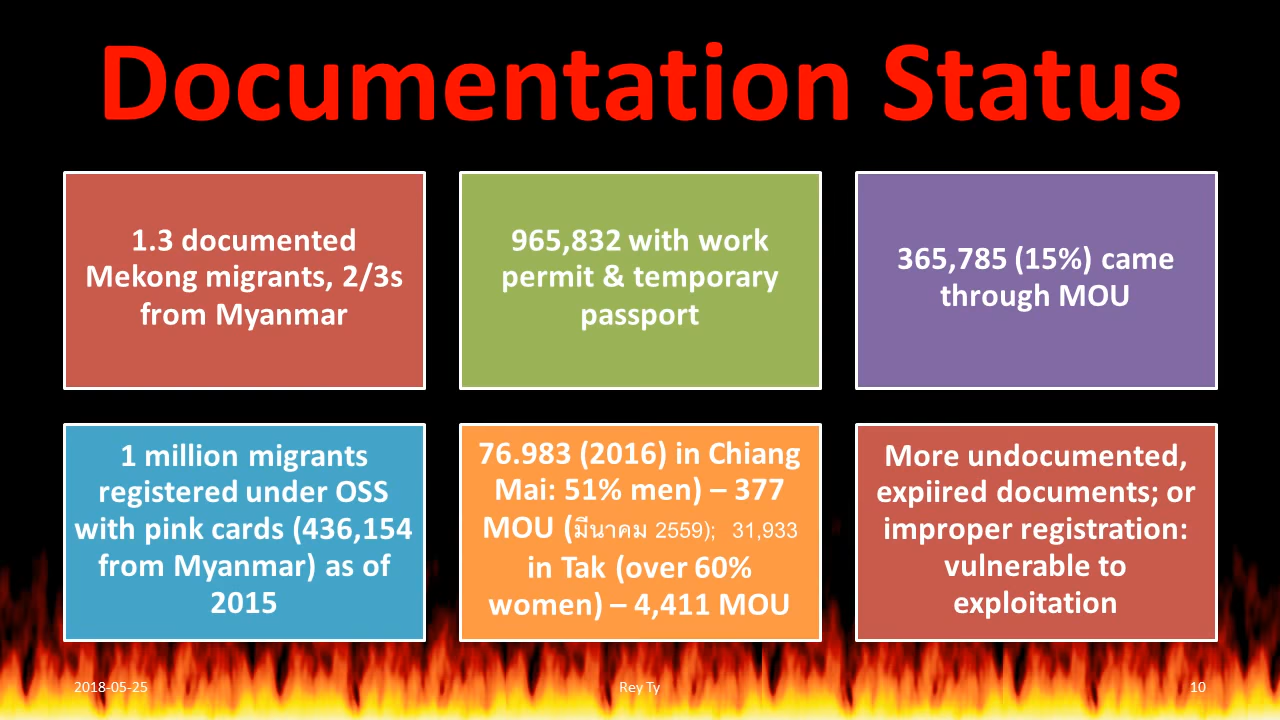 Documentation Status
1.3 documented
Mekong migrants, 2/3s
from Myanmar
965,832 with work
permit & temporary
passport
365,785 (15%) came
through MOU
1 million migrants
registered under OSS
with pink cards (436,154
from Myanmar) as of
2015
76.983 (2016) in Chiang
Mai: 51% men) – 377
MOU (มีนาคม 2559); 31,933
in Tak (over 60%
women) – 4,411 MOU
More undocumented,
expiired documents; or
improper registration:
vulnerable to
exploitation
2018-05-25
Rey Ty
10